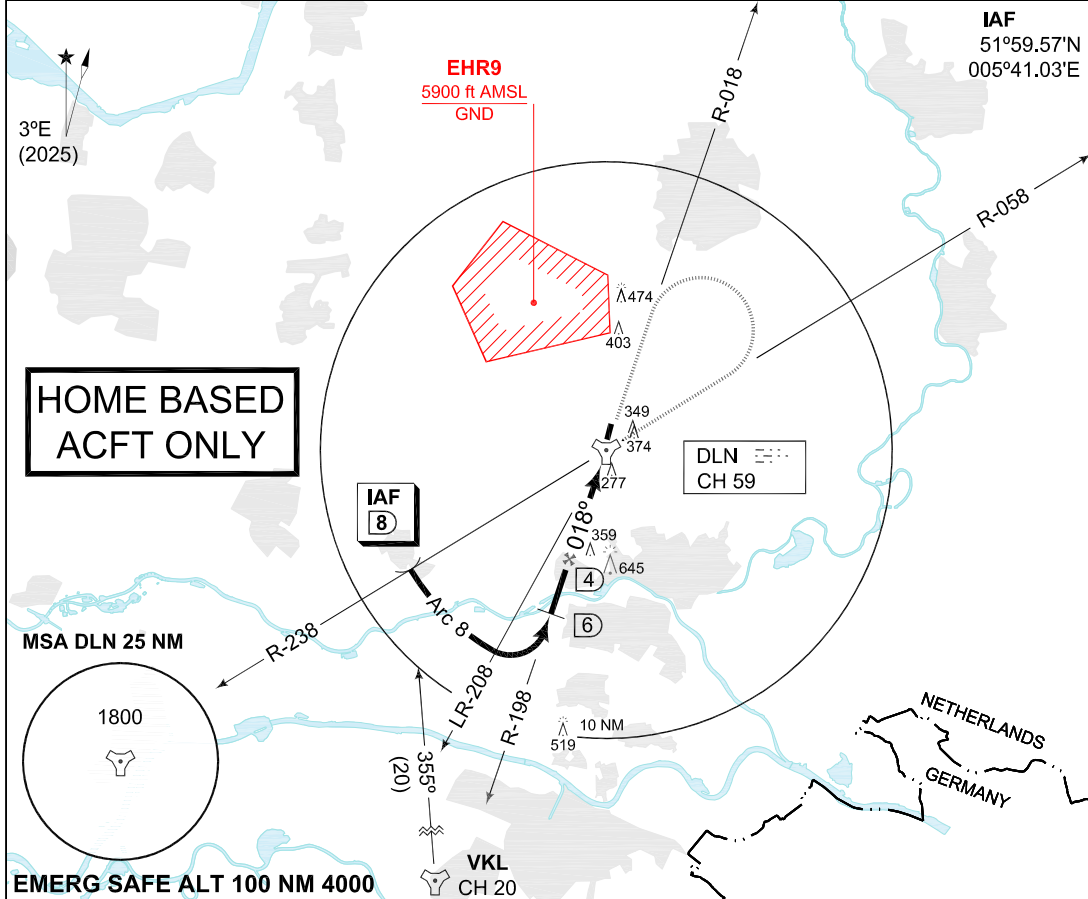 IAF
51º59.57'N
005º41.03'E
EHR9
5900 ft AMSL
GND
R-018
3ºE
(2025)
R-058
474
403
HOME BASED
ACFT ONLY
349
374
DLN
CH 59
277
IAF
8
018º
359
645
4
Arc 8
6
R-238
MSA DLN 25 NM
LR-208
R-198
1800
10 NM
519
NETHERLANDS
GERMANY
355º
(20)
VKL
CH 20
EMERG SAFE ALT 100 NM 4000